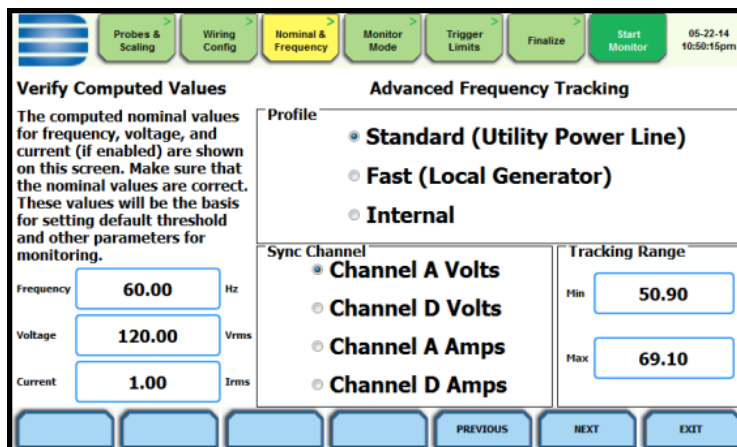 Probes &
Scaling
Wiring
Config
Nominal &
Frequency
Monitor
Mode
Trigger
Limits
Finalize
Start
Monitor
05-22-14
10:50:15pm
Verify Computed Values
The computed nominal values
for frequency, voltage, and
current (if enabled) are shown
on this screen. Make sure that
the nominal values are correct.
These values will be the basis
for setting default threshold
and other parameters for
monitoring.
Frequency 60.00 Hz
Voltage 120.00 Vrms
Current 1.00 Irms
Advanced Frequency Tracking
Profile
Standard (Utility Power Line)
Fast (Local Generator)
Internal
Sync Channel
Channel A Volts
Channel D Volts
Channel A Amps
Channel D Amps
Tracking Range
Min 50.90
Max 69.10
PREVIOUS NEXT EXIT